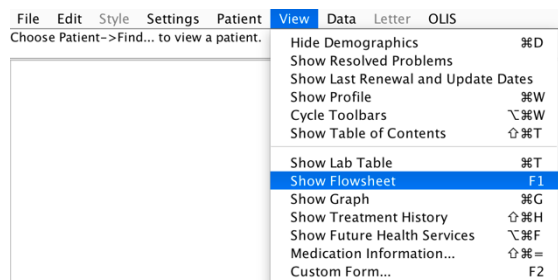 File Edit Style Settings Patient View Data Letter OLIS
Choose Patient->Find... to view a patient.
Hide Demographics ⌘D
Show Resolved Problems
Show Last Renewal and Update Dates
Show Profile ⌘W
Cycle Toolbars ⌥⌘W
Show Table of Contents ⇧⌘T
Show Lab Table ⌘T
Show Flowsheet F1
Show Graph ⌘G
Show Treatment History ⇧⌘H
Show Future Health Services ⌥⌘F
Medication Information... ⇧⌘=
Custom Form... F2